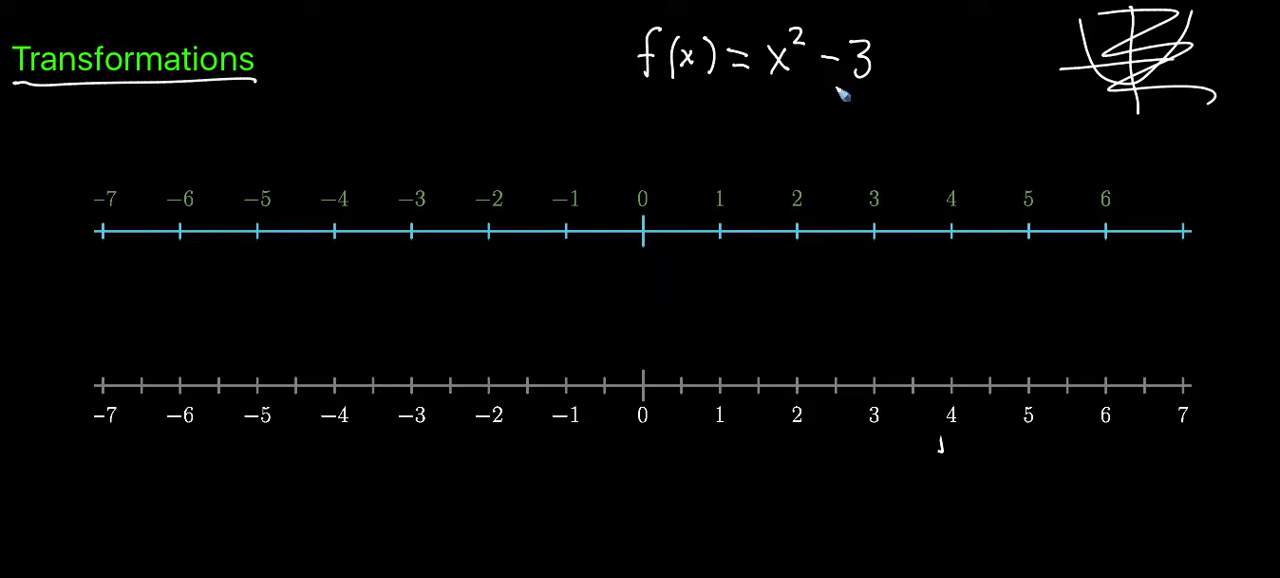 Transformations
f(x) = x² - 3
-7 -6 -5 -4 -3 -2 -1 0 1 2 3 4 5 6
-7 -6 -5 -4 -3 -2 -1 0 1 2 3 4 5 6 7